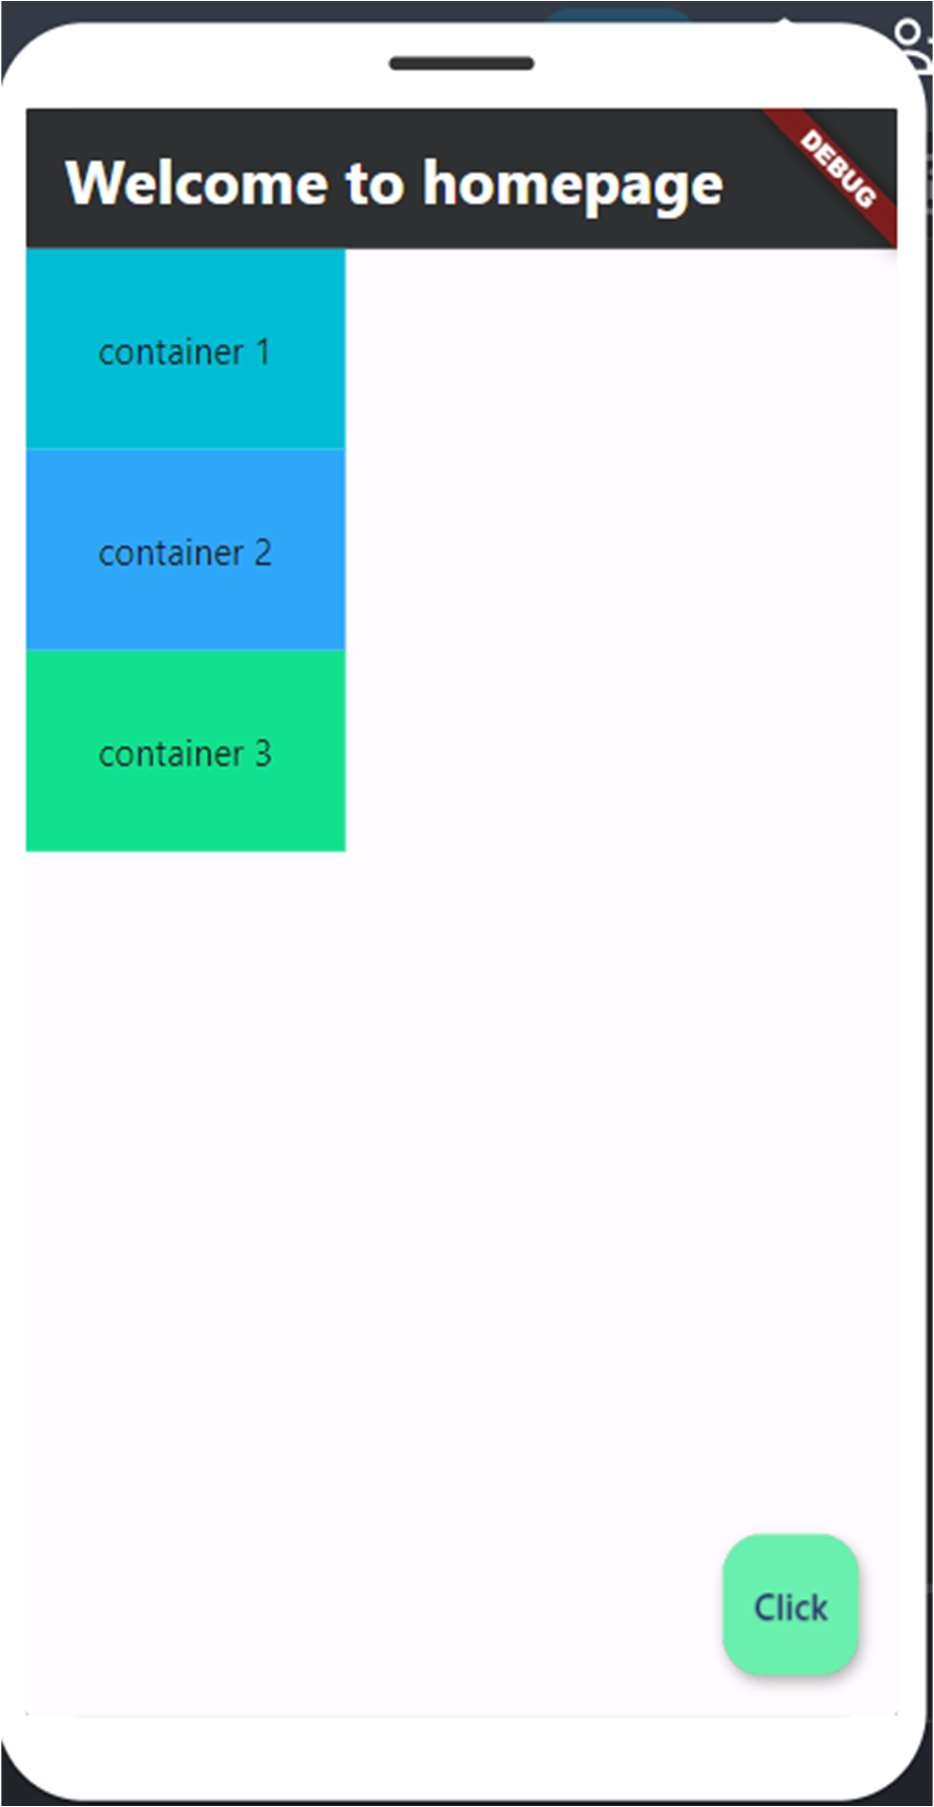 Welcome to homepage
DEBUG
container 1
container 2
container 3
Click